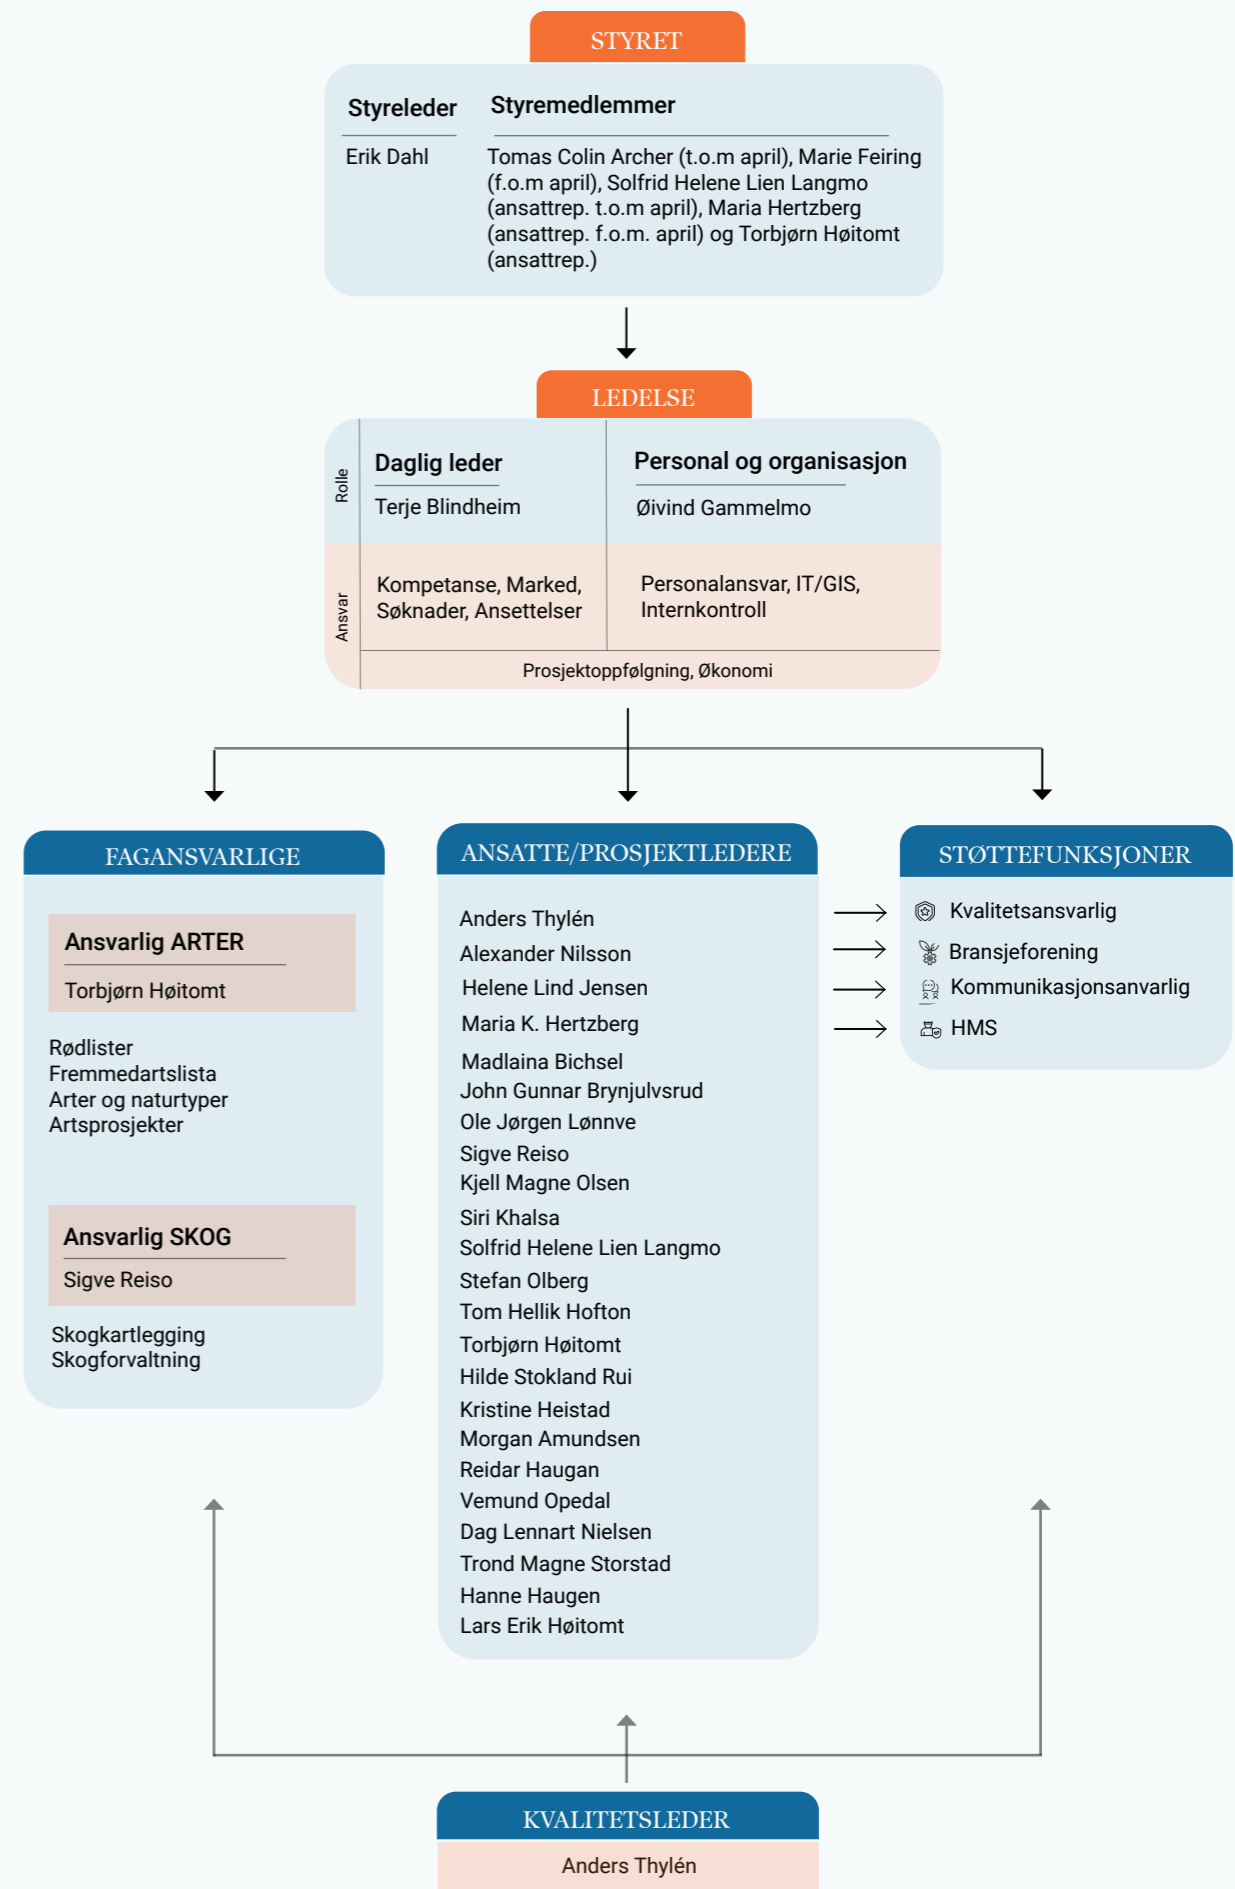 STYRET
Styreleder
Erik Dahl
Styremedlemmer
Tomas Colin Archer (t.o.m april), Marie Feiring
(f.o.m april), Solfrid Helene Lien Langmo
(ansattrep. t.o.m april), Maria Hertzberg
(ansattrep. f.o.m. april) og Torbjørn Høitomt
(ansattrep.)
LEDELSE
Rolle
Daglig leder
Terje Blindheim
Personal og organisasjon
Øivind Gammelmo
Ansvar
Kompetanse, Marked,
Søknader, Ansettelser
Personalansvar, IT/GIS,
Internkontroll
Prosjektoppfølgning, Økonomi
FAGANSVARLIGE
Ansvarlig ARTER
Torbjørn Høitomt
Rødlister
Fremmedartslista
Arter og naturtyper
Artsprosjekter
Ansvarlig SKOG
Sigve Reiso
Skogkartlegging
Skogforvaltning
ANSATTE/PROSJEKTLEDERE
Anders Thylén
Alexander Nilsson
Helene Lind Jensen
Maria K. Hertzberg
Madlaina Bichsel
John Gunnar Brynjulvsrud
Ole Jørgen Lønnve
Sigve Reiso
Kjell Magne Olsen
Siri Khalsa
Solfrid Helene Lien Langmo
Stefan Olberg
Tom Hellik Hofton
Torbjørn Høitomt
Hilde Stokland Rui
Kristine Heistad
Morgan Amundsen
Reidar Haugan
Vemund Opedal
Dag Lennart Nielsen
Trond Magne Storstad
Hanne Haugen
Lars Erik Høitomt
STØTTEFUNKSJONER
Kvalitetsansvarlig
Bransjeforening
Kommunikasjonsanvarlig
HMS
KVALITETSLEDER
Anders Thylén